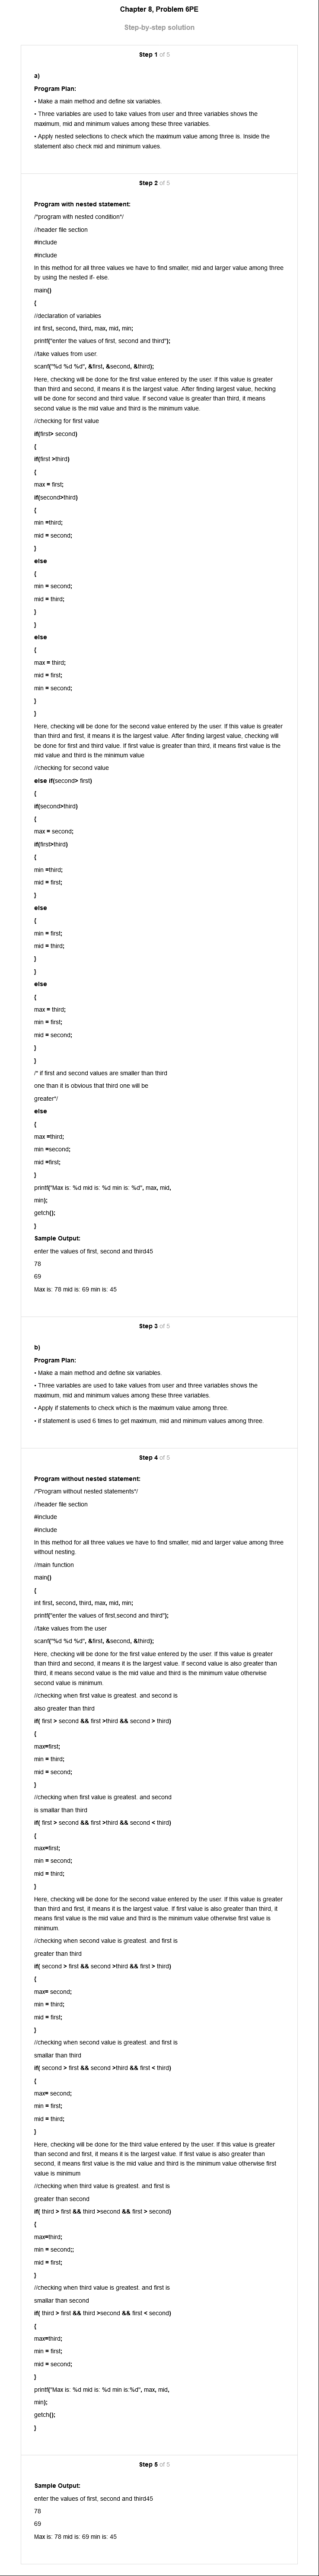 Chapter 8, Problem 6PE
Step-by-step solution
Step 1 of 5
a)
Program Plan:
• Make a main method and define six variables.
• Three variables are used to take values from user and three variables shows the
maximum, mid and minimum values among these three variables.
• Apply nested selections to check which the maximum value among three is. Inside the
statement also check mid and minimum values.
Step 2 of 5
Program with nested statement:
/*program with nested condition*/
//header file section
#include
#include
In this method for all three values we have to find smaller, mid and larger value among three
by using the nested if- else.
main()
{
//declaration of variables
int first, second, third, max, mid, min;
printf("enter the values of first, second and third");
//take values from user.
scanf("%d %d %d", &first, &second, &third);
Here, checking will be done for the first value entered by the user. If this value is greater
than third and second, it means it is the largest value. After finding largest value, hecking
will be done for second and third value. If second value is greater than third, it means
second value is the mid value and third is the minimum value.
//checking for first value
if(first> second)
{
if(first >third)
{
max = first;
if(second>third)
{
min =third;
mid = second;
}
else
{
min = second;
mid = third;
}
}
else
{
max = third;
mid = first;
min = second;
}
}
Here, checking will be done for the second value entered by the user. If this value is greater
than third and first, it means it is the largest value. After finding largest value, checking will
be done for first and third value. If first value is greater than third, it means first value is the
mid value and third is the minimum value
//checking for second value
else if(second> first)
{
if(second>third)
{
max = second;
if(first>third)
{
min =third;
mid = first;
}
else
{
min = first;
mid = third;
}
}
else
{
max = third;
min = first;
mid = second;
}
}
/* if first and second values are smaller than third
one than it is obvious that third one will be
greater*/
else
{
max =third;
min =second;
mid =first;
}
printf("Max is: %d mid is: %d min is: %d", max, mid,
min);
getch();
}
Sample Output:
enter the values of first, second and third45
78
69
Max is: 78 mid is: 69 min is: 45
Step 3 of 5
b)
Program Plan:
• Make a main method and define six variables.
• Three variables are used to take values from user and three variables shows the
maximum, mid and minimum values among these three variables.
• Apply if statements to check which is the maximum value among three.
• if statement is used 6 times to get maximum, mid and minimum values among three.
Step 4 of 5
Program without nested statement:
/*Program without nested statements*/
//header file section
#include
#include
In this method for all three values we have to find smaller, mid and larger value among three
without nesting.
//main function
main()
{
int first, second, third, max, mid, min;
printf("enter the values of first,second and third");
//take values from the user
scanf("%d %d %d", &first, &second, &third);
Here, checking will be done for the first value entered by the user. If this value is greater
than third and second, it means it is the largest value. If second value is also greater than
third, it means second value is the mid value and third is the minimum value otherwise
second value is minimum.
//checking when first value is greatest. and second is
also greater than third
if( first > second && first >third && second > third)
{
max=first;
min = third;
mid = second;
}
//checking when first value is greatest. and second
is smallar than third
if( first > second && first >third && second < third)
{
max=first;
min = second;
mid = third;
}
Here, checking will be done for the second value entered by the user. If this value is greater
than third and first, it means it is the largest value. If first value is also greater than third, it
means first value is the mid value and third is the minimum value otherwise first value is
minimum.
//checking when second value is greatest. and first is
greater than third
if( second > first && second >third && first > third)
{
max= second;
min = third;
mid = first;
}
//checking when second value is greatest. and first is
smallar than third
if( second > first && second >third && first < third)
{
max= second;
min = first;
mid = third;
}
Here, checking will be done for the third value entered by the user. If this value is greater
than second and first, it means it is the largest value. If first value is also greater than
second, it means first value is the mid value and third is the minimum value otherwise first
value is minimum
//checking when third value is greatest. and first is
greater than second
if( third > first && third >second && first > second)
{
max=third;
min = second;;
mid = first;
}
//checking when third value is greatest. and first is
smallar than second
if( third > first && third >second && first < second)
{
max=third;
min = first;
mid = second;
}
printf("Max is: %d mid is: %d min is:%d", max, mid,
min);
getch();
}
Step 5 of 5
Sample Output:
enter the values of first, second and third45
78
69
Max is: 78 mid is: 69 min is: 45